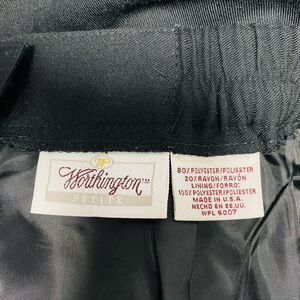 W
Worthington™
PETITE
80% POLYESTER/POLIESTER
20% RAYON/RAYÓN
LINING/FORRO:
100% POLYESTER/POLIESTER
MADE IN U.S.A.
HECHO EN EE.UU.
WPL 6007